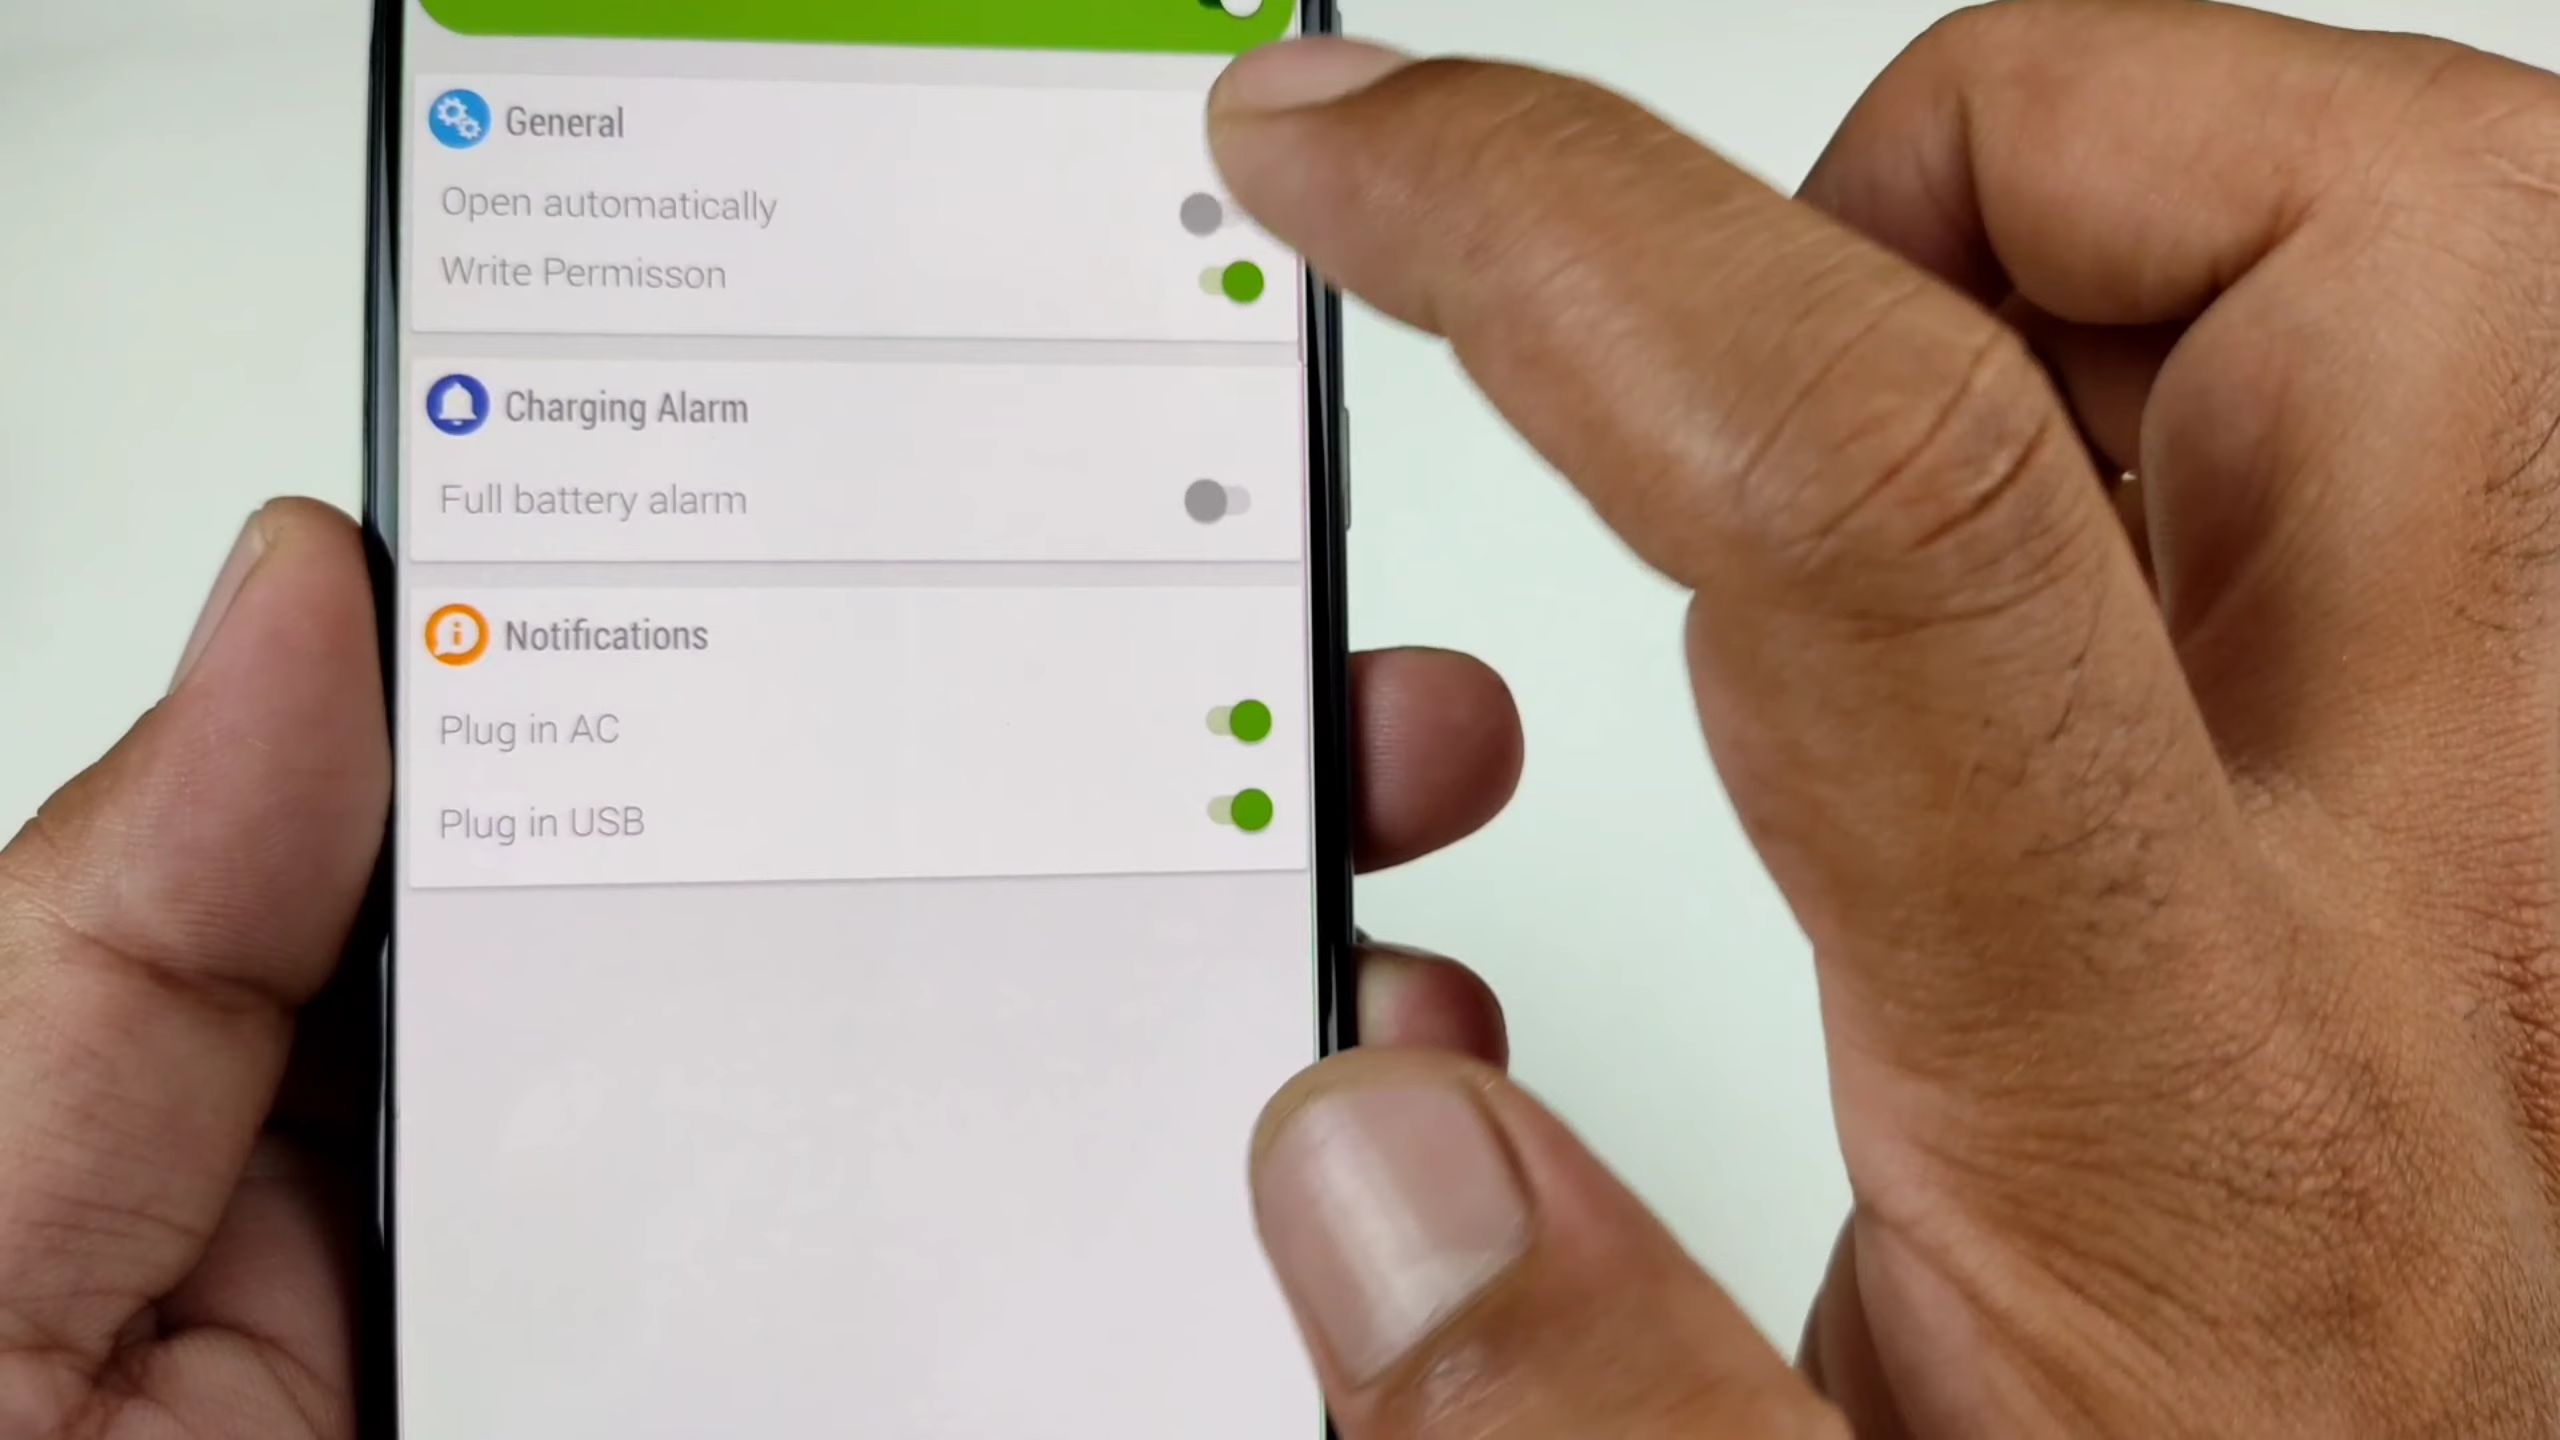 General
Open automatically
Write Permisson
Charging Alarm
Full battery alarm
Notifications
Plug in AC
Plug in USB